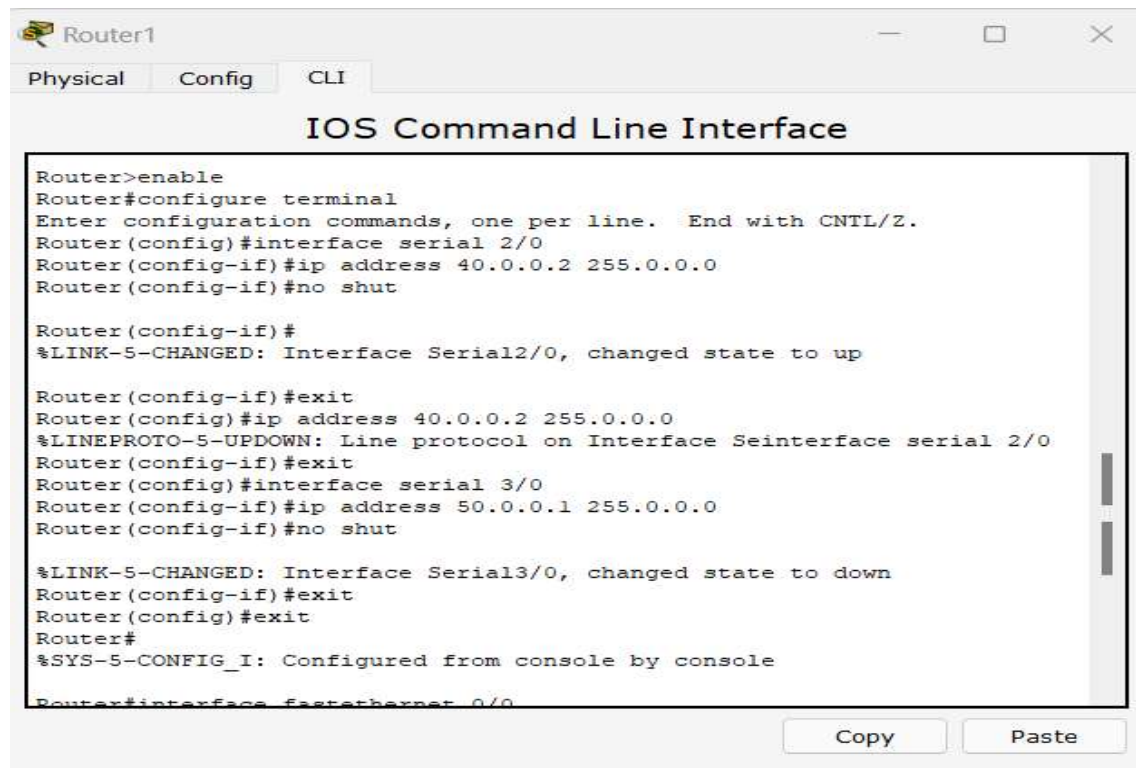 Router1
Physical Config CLI
IOS Command Line Interface
Router>enable
Router#configure terminal
Enter configuration commands, one per line.  End with CNTL/Z.
Router(config)#interface serial 2/0
Router(config-if)#ip address 40.0.0.2 255.0.0.0
Router(config-if)#no shut
Router(config-if)#
%LINK-5-CHANGED: Interface Serial2/0, changed state to up
Router(config-if)#exit
Router(config)#ip address 40.0.0.2 255.0.0.0
%LINEPROTO-5-UPDOWN: Line protocol on Interface Seinterface serial 2/0
Router(config-if)#exit
Router(config)#interface serial 3/0
Router(config-if)#ip address 50.0.0.1 255.0.0.0
Router(config-if)#no shut
%LINK-5-CHANGED: Interface Serial3/0, changed state to down
Router(config-if)#exit
Router(config)#exit
Router#
%SYS-5-CONFIG_I: Configured from console by console
Router#interface fastethernet 0/0
Copy Paste